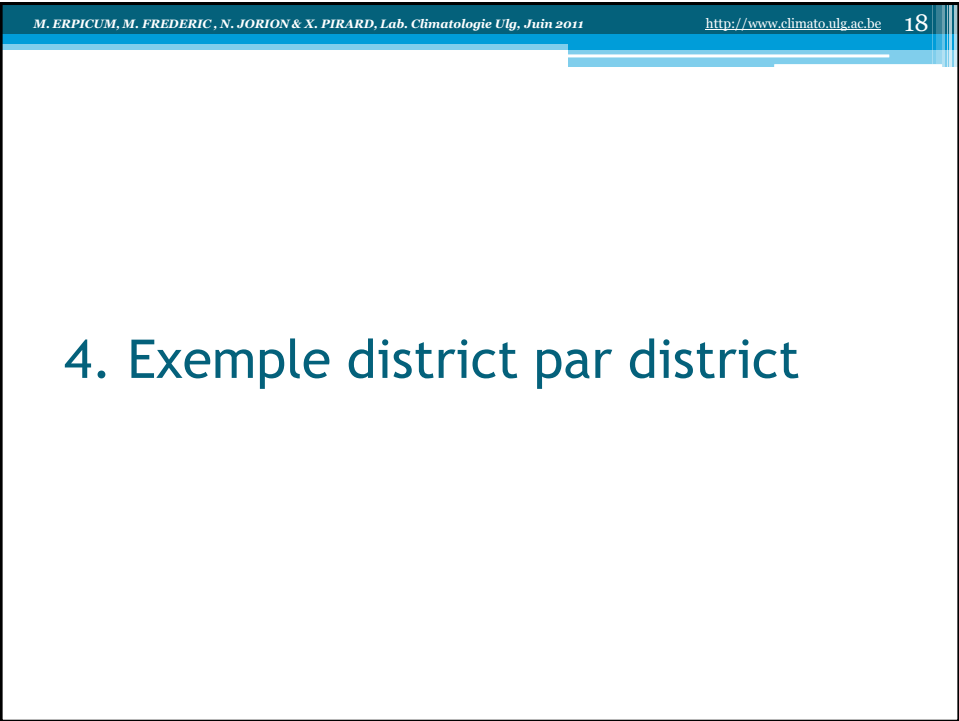 M. ERPICUM, M. FREDERIC , N. JORION & X. PIRARD, Lab. Climatologie Ulg, Juin 2011 http://www.climato.ulg.ac.be 18
4. Exemple district par district